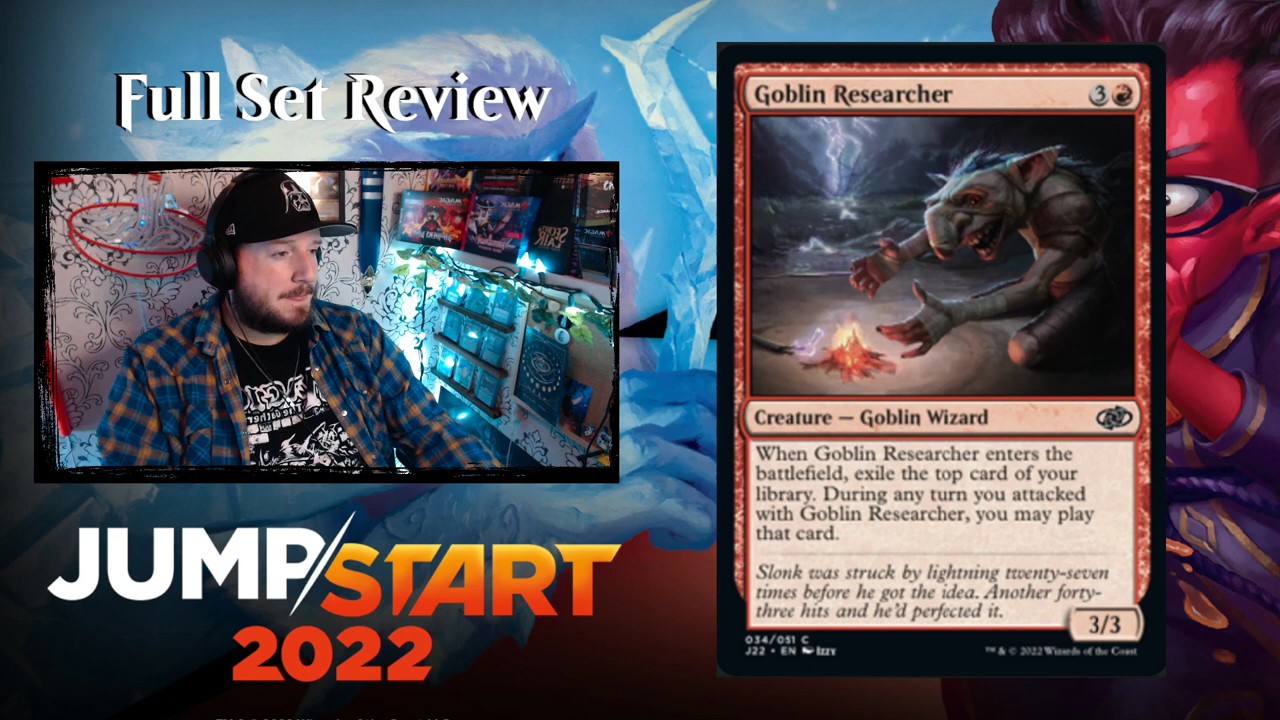 Full Set Review
JUMP/START
2022
Goblin Researcher
3
Creature — Goblin Wizard
When Goblin Researcher enters the
battlefield, exile the top card of your
library. During any turn you attacked
with Goblin Researcher, you may play
that card.
Slonk was struck by lightning twenty-seven
times before he got the idea. Another forty-
three hits and he'd perfected it.
3/3
034/051 C
J22 • EN Izzy
™ & © 2022 Wizards of the Coast